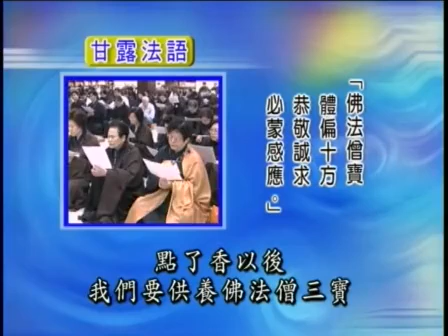 甘露法語
「佛法僧寶
體偏十方
恭敬誠求
必蒙感應。」
點了香以後
我們要供養佛法僧三寶